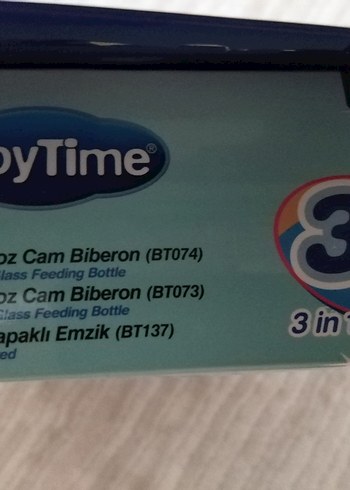 byTime®
oz Cam Biberon (BT074)
lass Feeding Bottle
oz Cam Biberon (BT073)
lass Feeding Bottle
apaklı Emzik (BT137)
ed
3
3 in